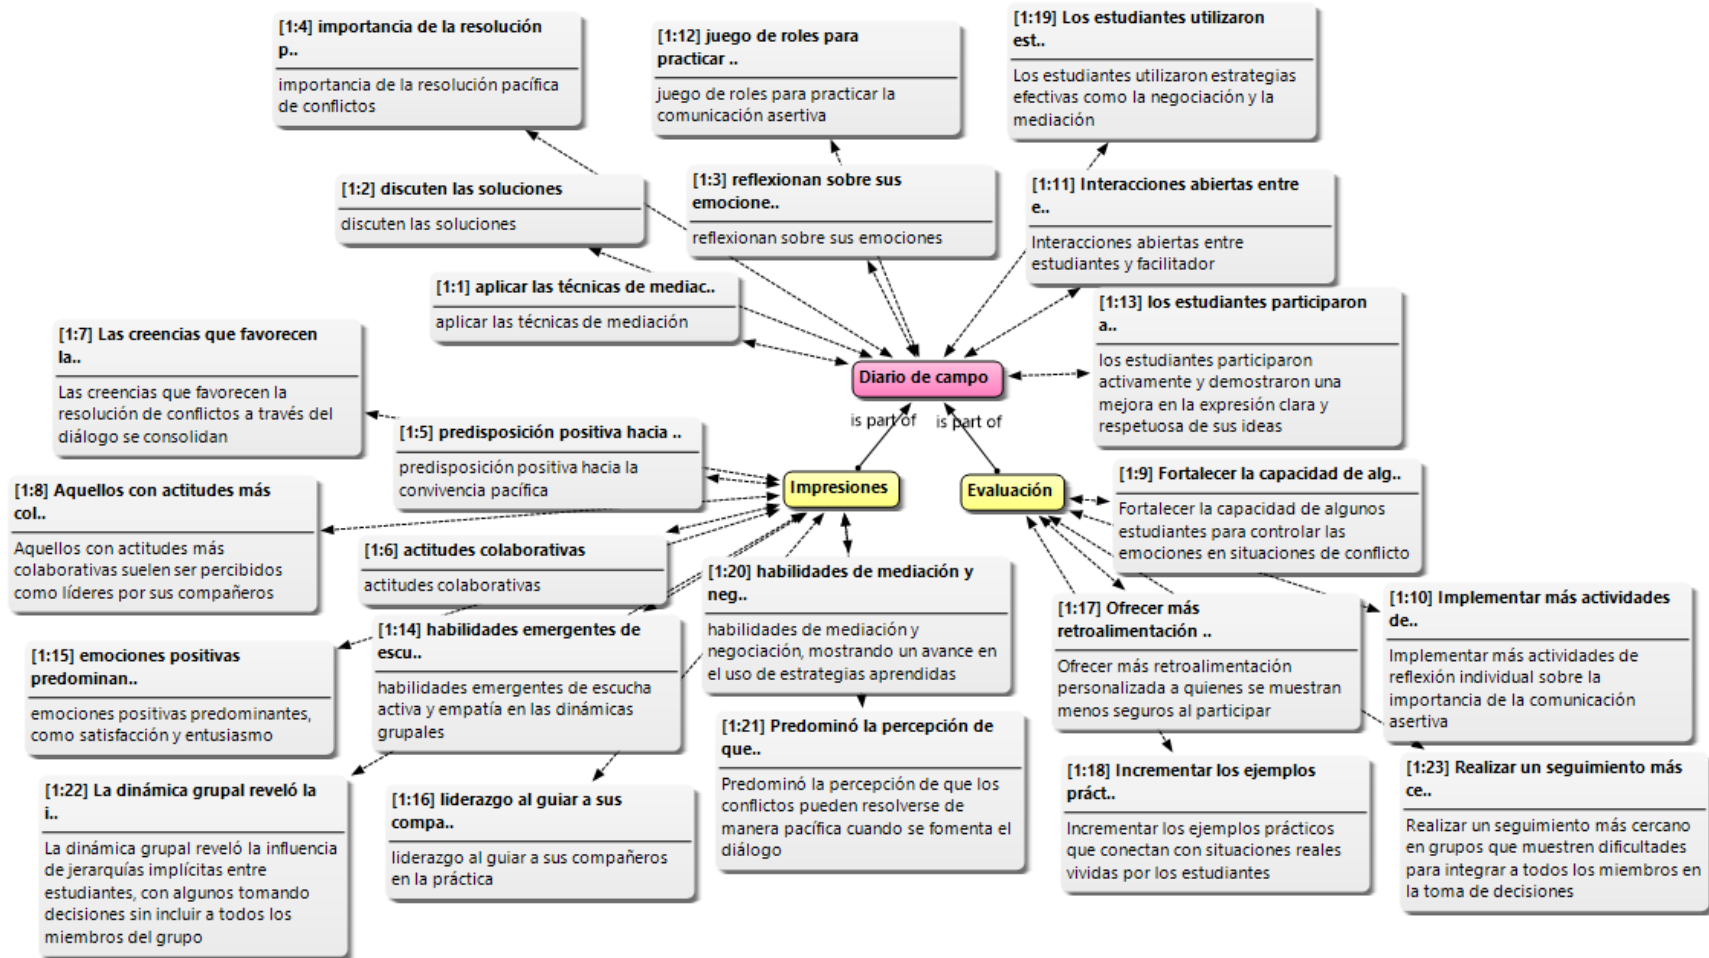 [1:4] importancia de la resolución
p..
importancia de la resolución pacífica
de conflictos
[1:12] juego de roles para
practicar ..
juego de roles para practicar la
comunicación asertiva
[1:19] Los estudiantes utilizaron
est..
Los estudiantes utilizaron estrategias
efectivas como la negociación y la
mediación
[1:2] discuten las soluciones
discuten las soluciones
[1:3] reflexionan sobre sus
emocione..
reflexionan sobre sus emociones
[1:11] Interacciones abiertas entre
e..
Interacciones abiertas entre
estudiantes y facilitador
[1:1] aplicar las técnicas de mediac..
aplicar las técnicas de mediación
[1:13] los estudiantes participaron
a..
los estudiantes participaron
activamente y demostraron una
mejora en la expresión clara y
respetuosa de sus ideas
[1:7] Las creencias que favorecen
la..
Las creencias que favorecen la
resolución de conflictos a través del
diálogo se consolidan
Diario de campo
is part of
is part of
[1:5] predisposición positiva hacia ..
predisposición positiva hacia la
convivencia pacífica
Impresiones
Evaluación
[1:9] Fortalecer la capacidad de alg..
Fortalecer la capacidad de algunos
estudiantes para controlar las
emociones en situaciones de conflicto
[1:8] Aquellos con actitudes más
col..
Aquellos con actitudes más
colaborativas suelen ser percibidos
como líderes por sus compañeros
[1:6] actitudes colaborativas
actitudes colaborativas
[1:20] habilidades de mediación y
neg..
habilidades de mediación y
negociación, mostrando un avance en
el uso de estrategias aprendidas
[1:17] Ofrecer más
retroalimentación ..
Ofrecer más retroalimentación
personalizada a quienes se muestran
menos seguros al participar
[1:10] Implementar más actividades
de..
Implementar más actividades de
reflexión individual sobre la
importancia de la comunicación
asertiva
[1:15] emociones positivas
predominan..
emociones positivas predominantes,
como satisfacción y entusiasmo
[1:14] habilidades emergentes de
escu..
habilidades emergentes de escucha
activa y empatía en las dinámicas
grupales
[1:21] Predominó la percepción de
que..
Predominó la percepción de que los
conflictos pueden resolverse de
manera pacífica cuando se fomenta el
diálogo
[1:18] Incrementar los ejemplos
práct..
Incrementar los ejemplos prácticos
que conectan con situaciones reales
vividas por los estudiantes
[1:23] Realizar un seguimiento más
ce..
Realizar un seguimiento más cercano
en grupos que muestren dificultades
para integrar a todos los miembros en
la toma de decisiones
[1:22] La dinámica grupal reveló la
i..
La dinámica grupal reveló la influencia
de jerarquías implícitas entre
estudiantes, con algunos tomando
decisiones sin incluir a todos los
miembros del grupo
[1:16] liderazgo al guiar a sus
compa..
liderazgo al guiar a sus compañeros
en la práctica